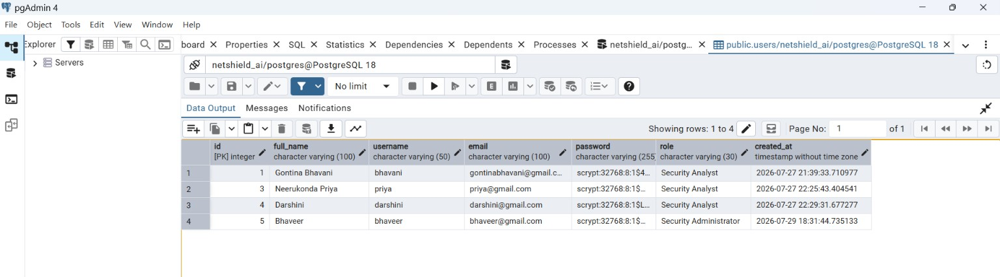 pgAdmin 4
File Object Tools Edit View Window Help
Explorer board Properties SQL Statistics Dependencies Dependents Processes netshield_ai/postg... public.users/netshield_ai/postgres@PostgreSQL 18
Servers
netshield_ai/postgres@PostgreSQL 18
No limit
Data Output Messages Notifications
Showing rows: 1 to 4 Page No: 1 of 1
id full_name username email password role created_at
[PK] integer character varying (100) character varying (50) character varying (100) character varying (255) character varying (30) timestamp without time zone
1 1 Gontina Bhavani bhavani gontinabhavani@gmail.c... scrypt:32768:8:1$4... Security Analyst 2026-07-27 21:39:33.710977
2 3 Neerukonda Priya priya priya@gmail.com scrypt:32768:8:1$... Security Analyst 2026-07-27 22:25:43.404541
3 4 Darshini darshini darshini@gmail.com scrypt:32768:8:1$L... Security Analyst 2026-07-27 22:29:31.677277
4 5 Bhaveer bhaveer bhaveer@gmail.com scrypt:32768:8:1$... Security Administrator 2026-07-29 18:31:44.735133